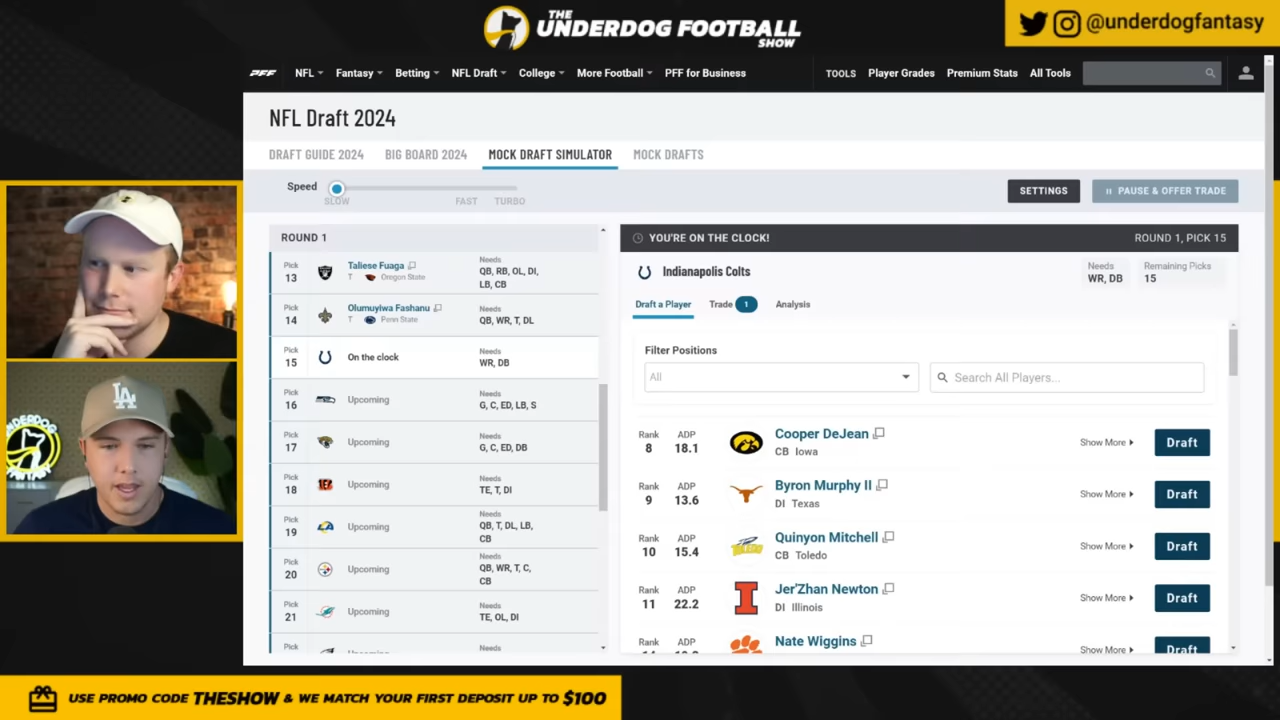 THE
UNDERDOG FOOTBALL
SHOW
@underdogfantasy
PFF NFL Fantasy Betting NFL Draft College More Football PFF for Business TOOLS Player Grades Premium Stats All Tools
NFL Draft 2024
DRAFT GUIDE 2024 BIG BOARD 2024 MOCK DRAFT SIMULATOR MOCK DRAFTS
Speed
SLOW FAST TURBO
SETTINGS PAUSE & OFFER TRADE
ROUND 1
Pick 13 Taliese Fuaga Needs
T Oregon State QB, RB, OL, DI,
LB, CB
Pick 14 Olumuyiwa Fashanu Needs
T Penn State QB, WR, T, DL
Pick 15 On the clock Needs
WR, DB
Pick 16 Upcoming Needs
G, C, ED, LB, S
Pick 17 Upcoming Needs
G, C, ED, DB
Pick 18 Upcoming Needs
TE, T, DI
Pick 19 Upcoming Needs
QB, T, DL, LB,
CB
Pick 20 Upcoming Needs
QB, WR, T, C,
CB
Pick 21 Upcoming Needs
TE, OL, DI
Pick Upcoming Needs
YOU'RE ON THE CLOCK! ROUND 1, PICK 15
Indianapolis Colts
Needs
WR, DB
Remaining Picks
15
Draft a Player Trade 1 Analysis
Filter Positions
All
Search All Players...
Rank ADP Cooper DeJean
8 18.1 CB Iowa
Show More Draft
Rank ADP Byron Murphy II
9 13.6 DI Texas
Show More Draft
Rank ADP Quinyon Mitchell
10 15.4 CB Toledo
Show More Draft
Rank ADP Jer'Zhan Newton
11 22.2 DI Illinois
Show More Draft
Rank ADP Nate Wiggins
Show More Draft
LA
UNDERDOG
FANTASY
USE PROMO CODE THESHOW & WE MATCH YOUR FIRST DEPOSIT UP TO $100